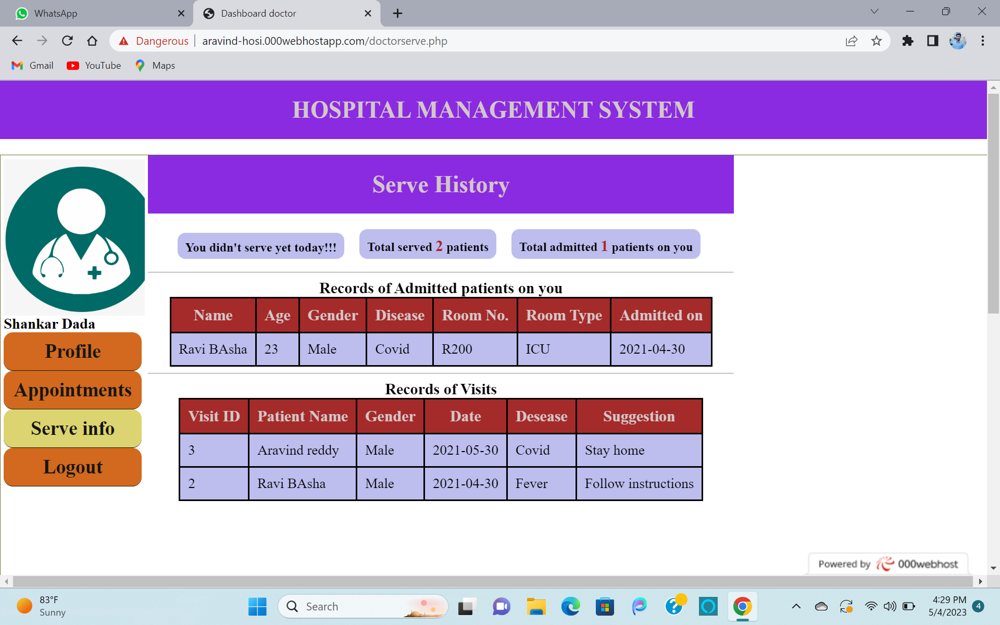 WhatsApp
Dashboard doctor
Dangerous
aravind-hosi.000webhostapp.com/doctorserve.php
Gmail
YouTube
Maps
HOSPITAL MANAGEMENT SYSTEM
Serve History
You didn't serve yet today!!!
Total served 2 patients
Total admitted 1 patients on you
Records of Admitted patients on you
Name Age Gender Disease Room No. Room Type Admitted on
Ravi BAsha 23 Male Covid R200 ICU 2021-04-30
Shankar Dada
Profile
Appointments
Serve info
Logout
Records of Visits
Visit ID Patient Name Gender Date Desease Suggestion
3 Aravind reddy Male 2021-05-30 Covid Stay home
2 Ravi BAsha Male 2021-04-30 Fever Follow instructions
Powered by 000webhost
83°F
Sunny
Search
4:29 PM
5/4/2023
4